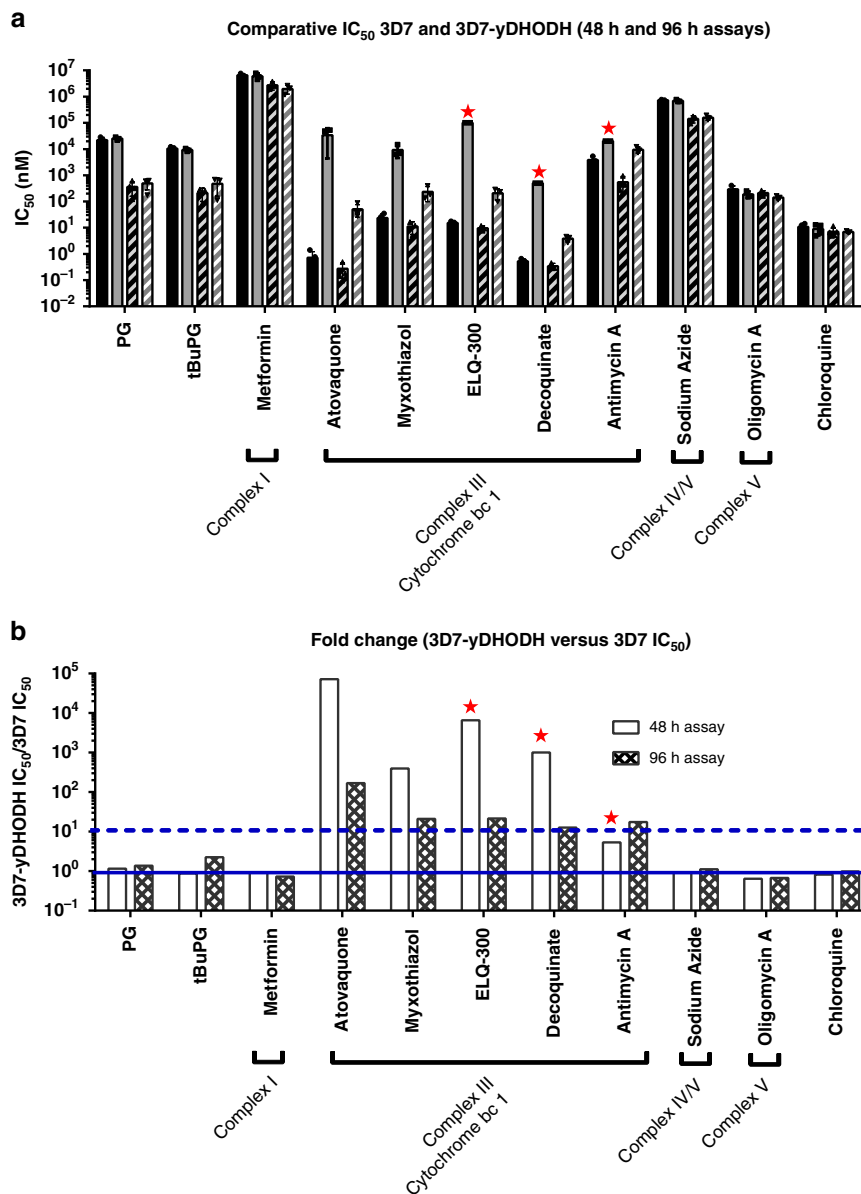 a
Comparative IC50 3D7 and 3D7-yDHODH (48 h and 96 h assays)
IC50 (nM)
10^7
10^6
10^5
10^4
10^3
10^2
10^1
10^0
10^−1
10^−2
PG
tBuPG
Metformin
Atovaquone
Myxothiazol
ELQ-300
Decoquinate
Antimycin A
Sodium Azide
Oligomycin A
Chloroquine
Complex I
Complex III
Cytochrome bc 1
Complex IV/V
Complex V
b
Fold change (3D7-yDHODH versus 3D7 IC50)
3D7-yDHODH IC50/3D7 IC50
10^5
10^4
10^3
10^2
10^1
10^0
10^−1
48 h assay
96 h assay
PG
tBuPG
Metformin
Atovaquone
Myxothiazol
ELQ-300
Decoquinate
Antimycin A
Sodium Azide
Oligomycin A
Chloroquine
Complex I
Complex III
Cytochrome bc 1
Complex IV/V
Complex V